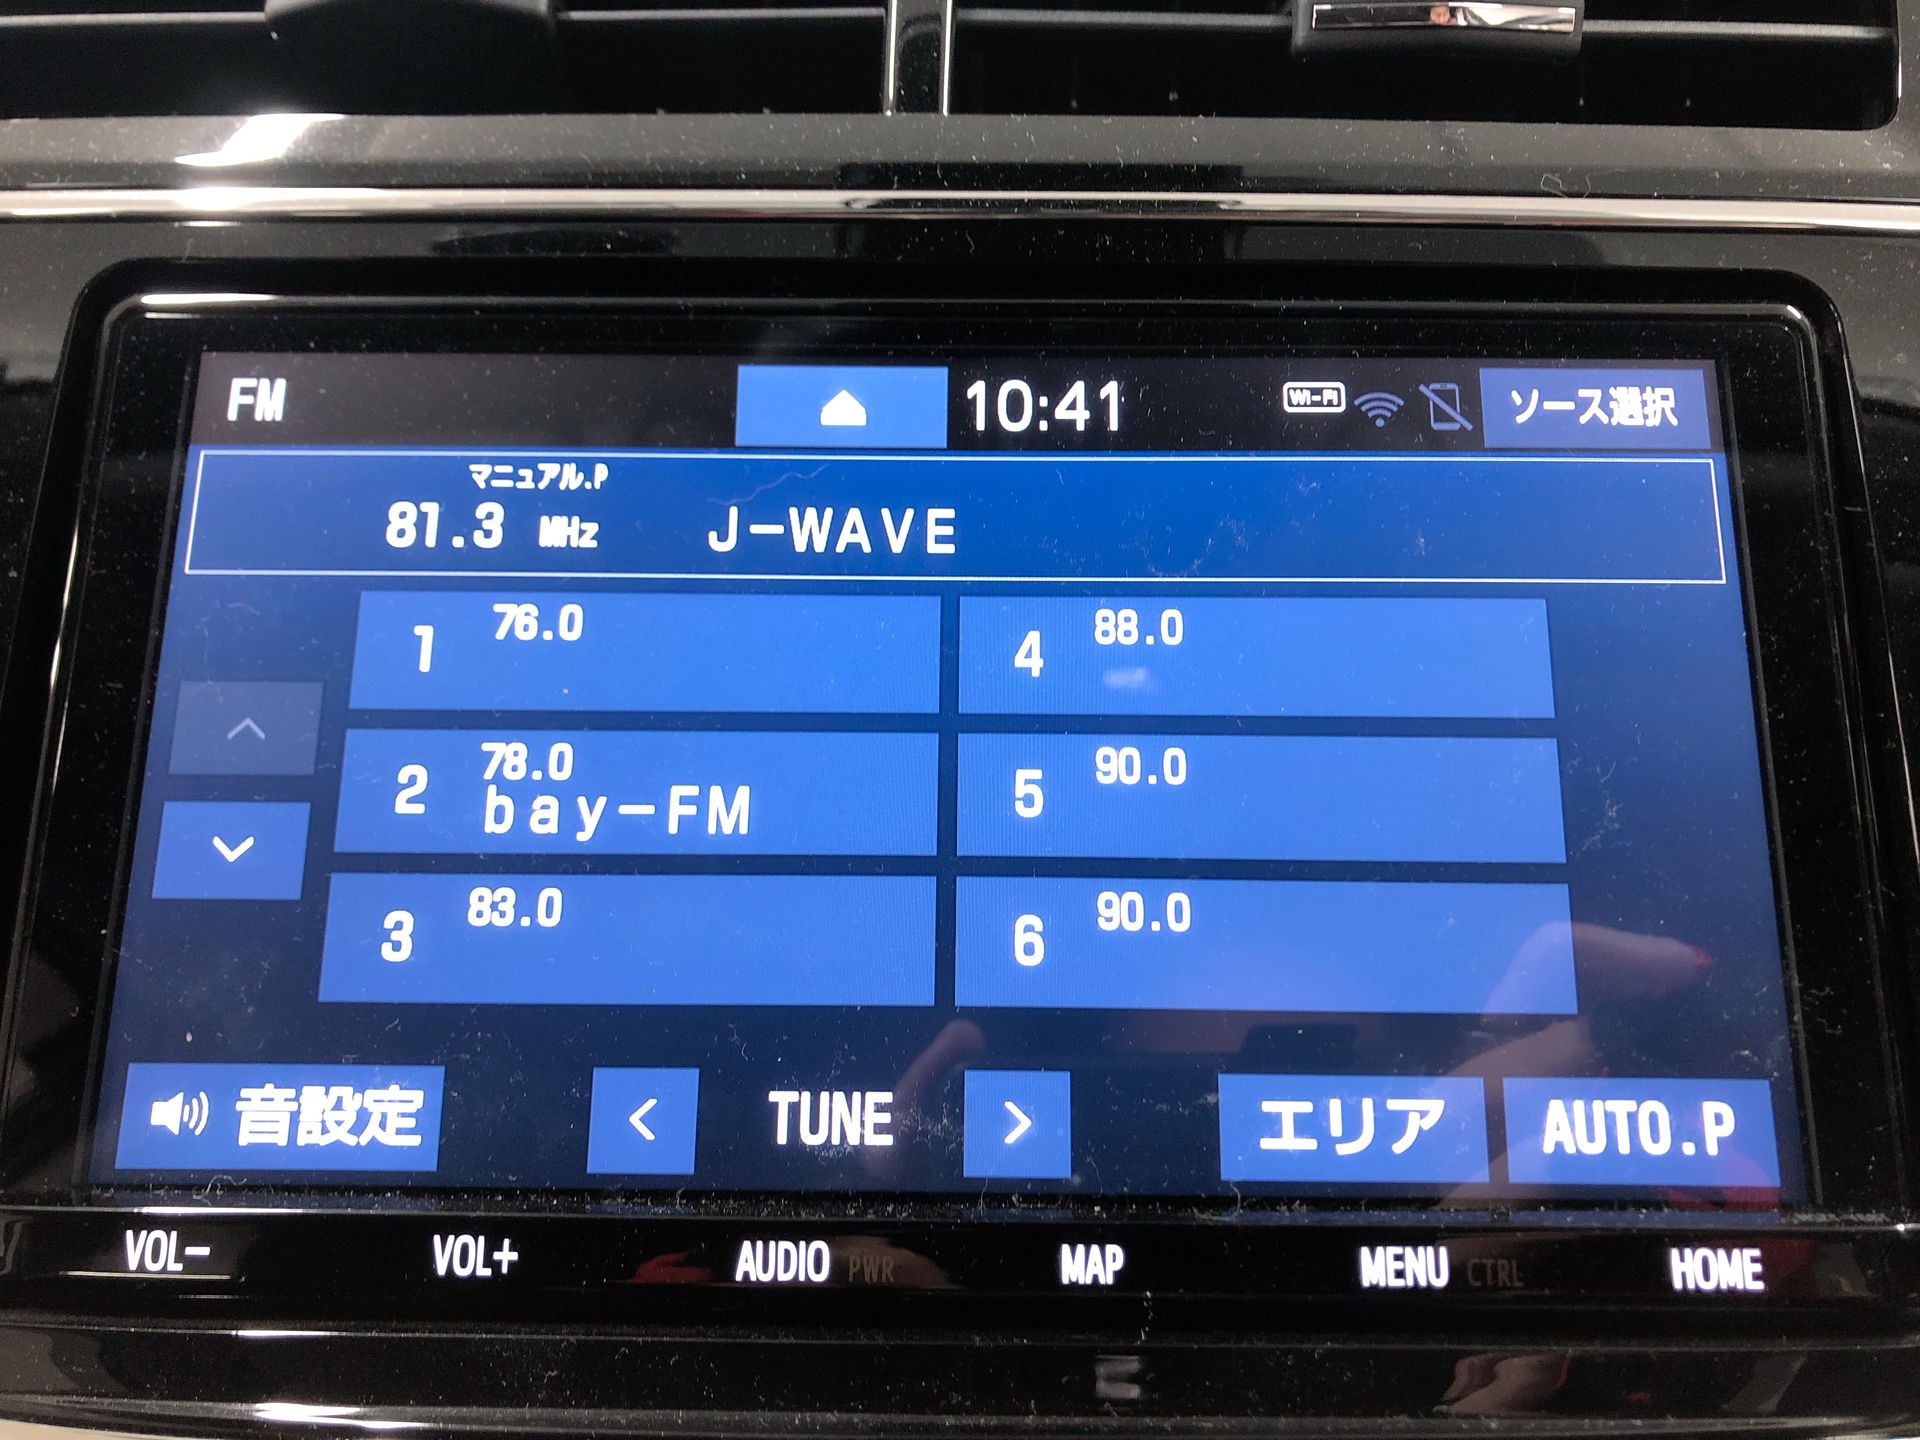 FM
10:41
Wi-Fi
ソース選択
マニュアル.P
81.3 MHz J-WAVE
1 76.0
2 78.0
bay-FM
3 83.0
4 88.0
5 90.0
6 90.0
音設定
< TUNE >
エリア
AUTO.P
VOL-
VOL+
AUDIO PWR
MAP
MENU CTRL
HOME